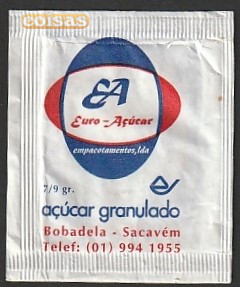 coisas
EA
Euro-Açúcar
empacotamentos,lda
7/9 gr.
açúcar granulado
Bobadela - Sacavém
Telef: (01) 994 1955